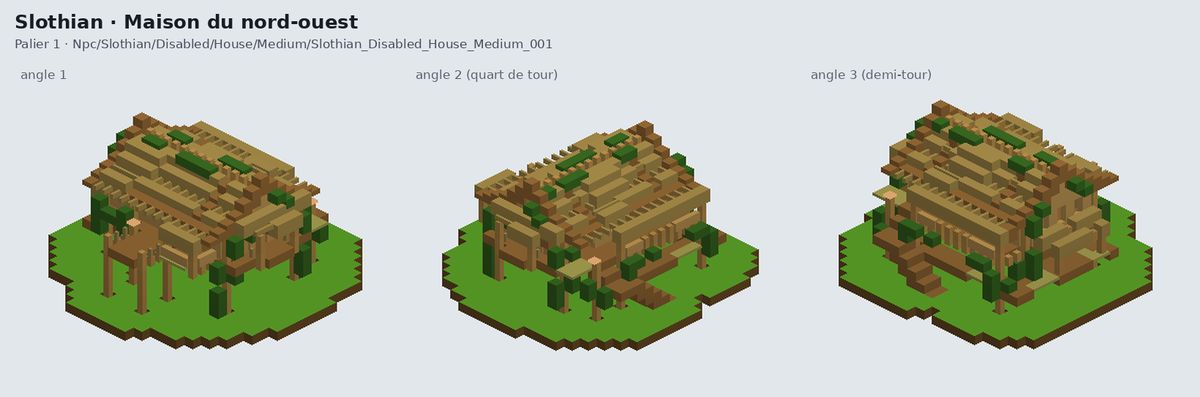 Slothian · Maison du nord-ouest
Palier 1 · Npc/Slothian/Disabled/House/Medium/Slothian_Disabled_House_Medium_001
angle 1
angle 2 (quart de tour)
angle 3 (demi-tour)